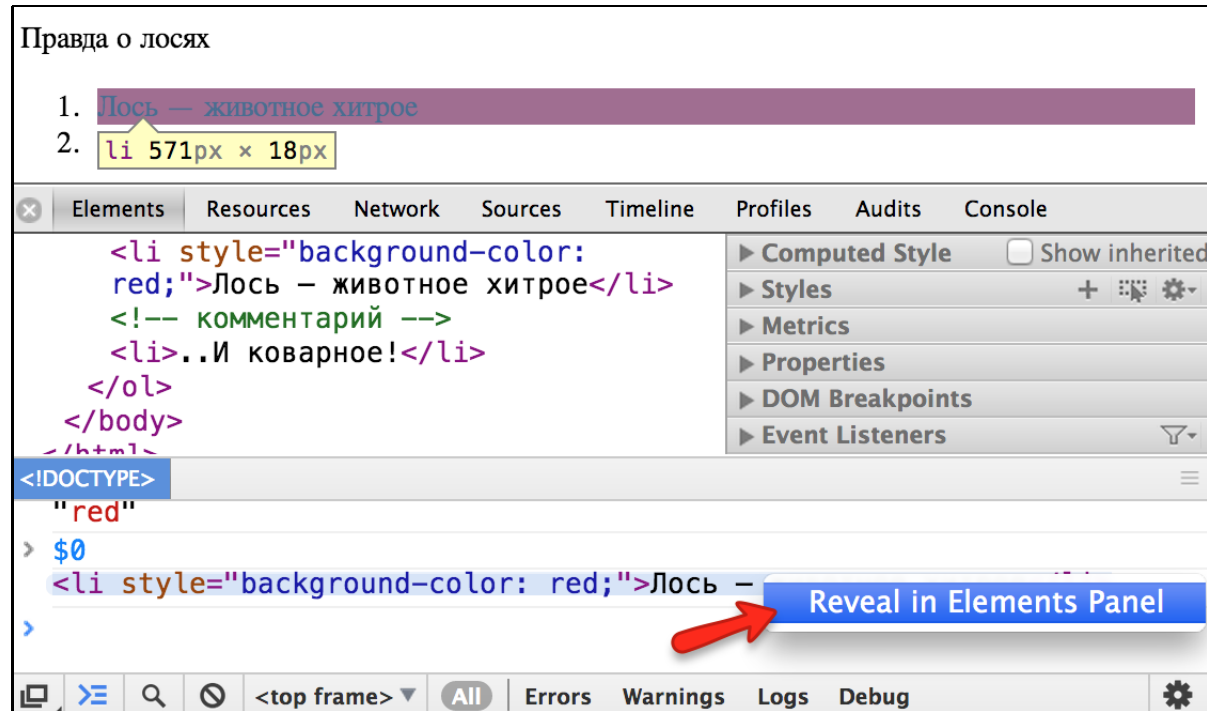 Правда о лосях
1. Лось — животное хитрое
2.
li 571px × 18px
Elements Resources Network Sources Timeline Profiles Audits Console
<li style="background-color:
red;">Лось – животное хитрое</li>
<!-- комментарий -->
<li>..И коварное!</li>
</ol>
</body>
</html>
▶ Computed Style Show inherited
▶ Styles
▶ Metrics
▶ Properties
▶ DOM Breakpoints
▶ Event Listeners
<!DOCTYPE>
"red"
> $0
<li style="background-color: red;">Лось –
Reveal in Elements Panel
>
<top frame> ▼ All Errors Warnings Logs Debug